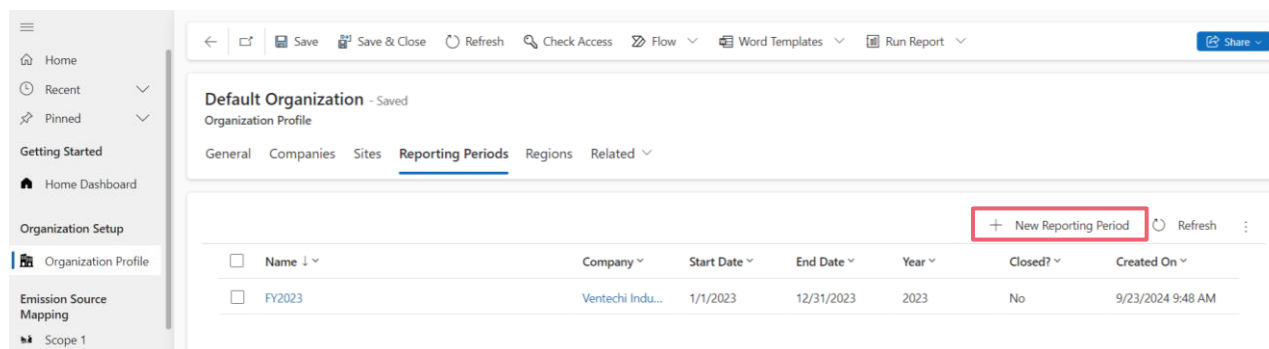 Save Save & Close Refresh Check Access Flow Word Templates Run Report Share
Home
Recent
Pinned
Getting Started
Home Dashboard
Organization Setup
Organization Profile
Emission Source
Mapping
Scope 1
Default Organization - Saved
Organization Profile
General Companies Sites Reporting Periods Regions Related
New Reporting Period Refresh
Name Company Start Date End Date Year Closed? Created On
FY2023 Ventechi Indu... 1/1/2023 12/31/2023 2023 No 9/23/2024 9:48 AM